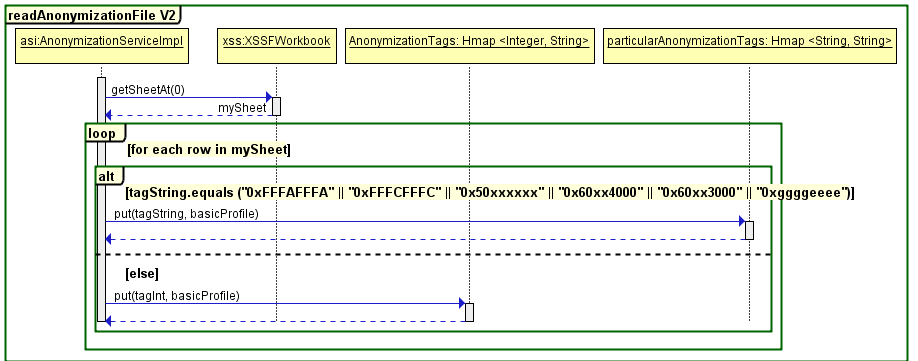 readAnonymizationFile V2
asi:AnonymizationServiceImpl
xss:XSSFWorkbook
AnonymizationTags: Hmap <Integer, String>
particularAnonymizationTags: Hmap <String, String>
getSheetAt(0)
mySheet
loop
[for each row in mySheet]
alt
[tagString.equals ("0xFFFAFFFA" || "0xFFFCFFFC" || "0x50xxxxxx" || "0x60xx4000" || "0x60xx3000" || "0xggggeeee")]
put(tagString, basicProfile)
[else]
put(tagInt, basicProfile)